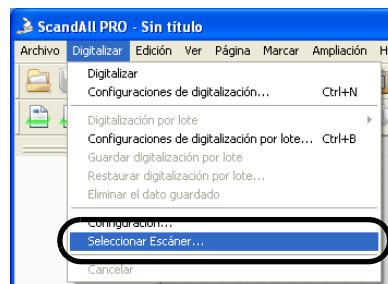 ScandAll PRO - Sin título
Archivo Digitalizar Edición Ver Página Marcar Ampliación
Digitalizar
Configuraciones de digitalización... Ctrl+N
Digitalización por lote
Configuraciones de digitalización por lote... Ctrl+B
Guardar digitalización por lote
Restaurar digitalización por lote...
Eliminar el dato guardado
Configuración...
Seleccionar Escáner...
Cancelar